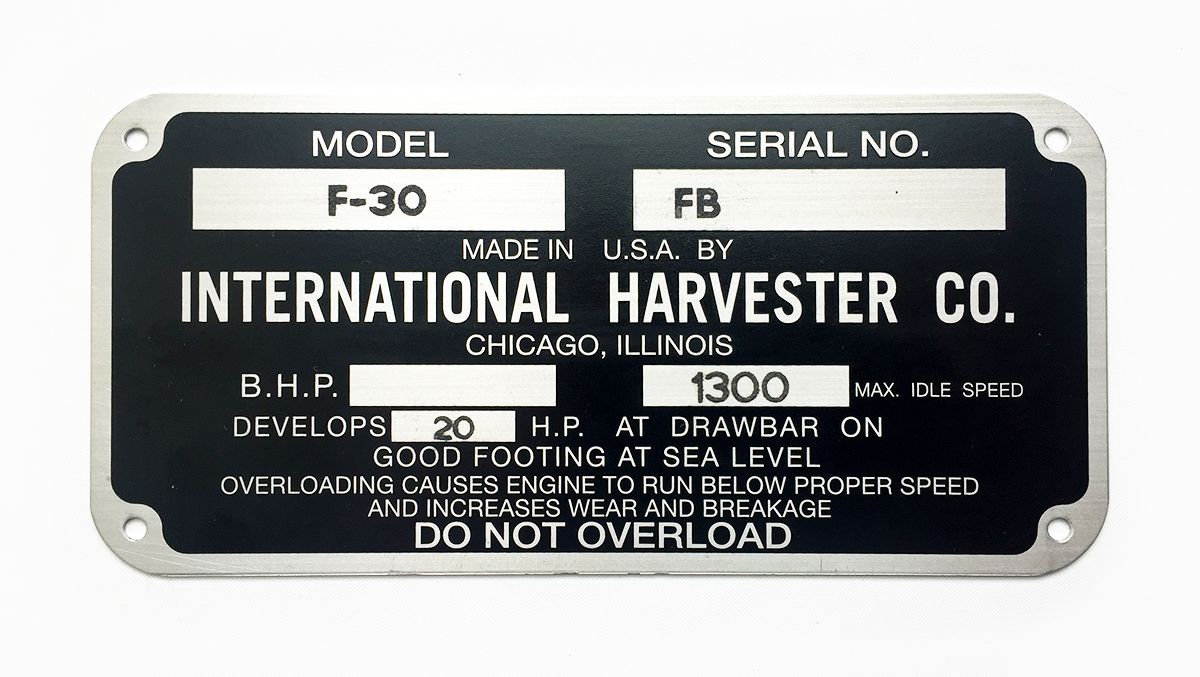 MODEL SERIAL NO.
F-30 FB
MADE IN U.S.A. BY
INTERNATIONAL HARVESTER CO.
CHICAGO, ILLINOIS
B.H.P. 1300 MAX. IDLE SPEED
DEVELOPS 20 H.P. AT DRAWBAR ON
GOOD FOOTING AT SEA LEVEL
OVERLOADING CAUSES ENGINE TO RUN BELOW PROPER SPEED
AND INCREASES WEAR AND BREAKAGE
DO NOT OVERLOAD